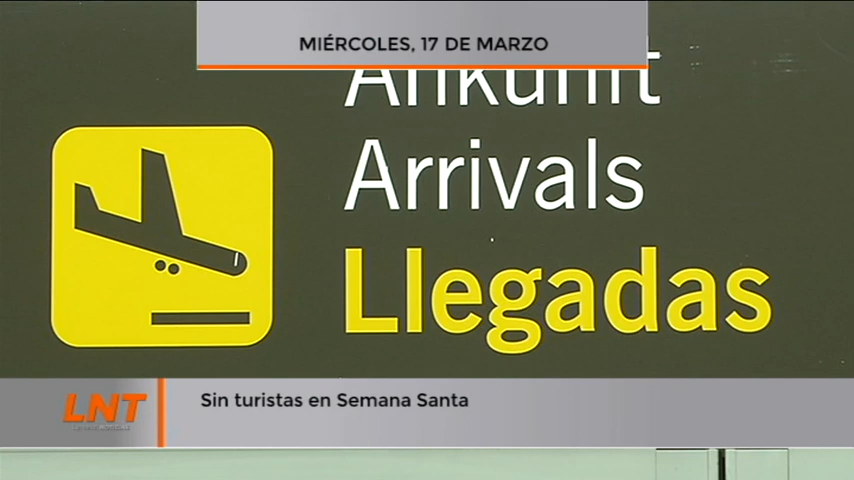 MIÉRCOLES, 17 DE MARZO
Ankunft
Arrivals
Llegadas
LNT
Sin turistas en Semana Santa